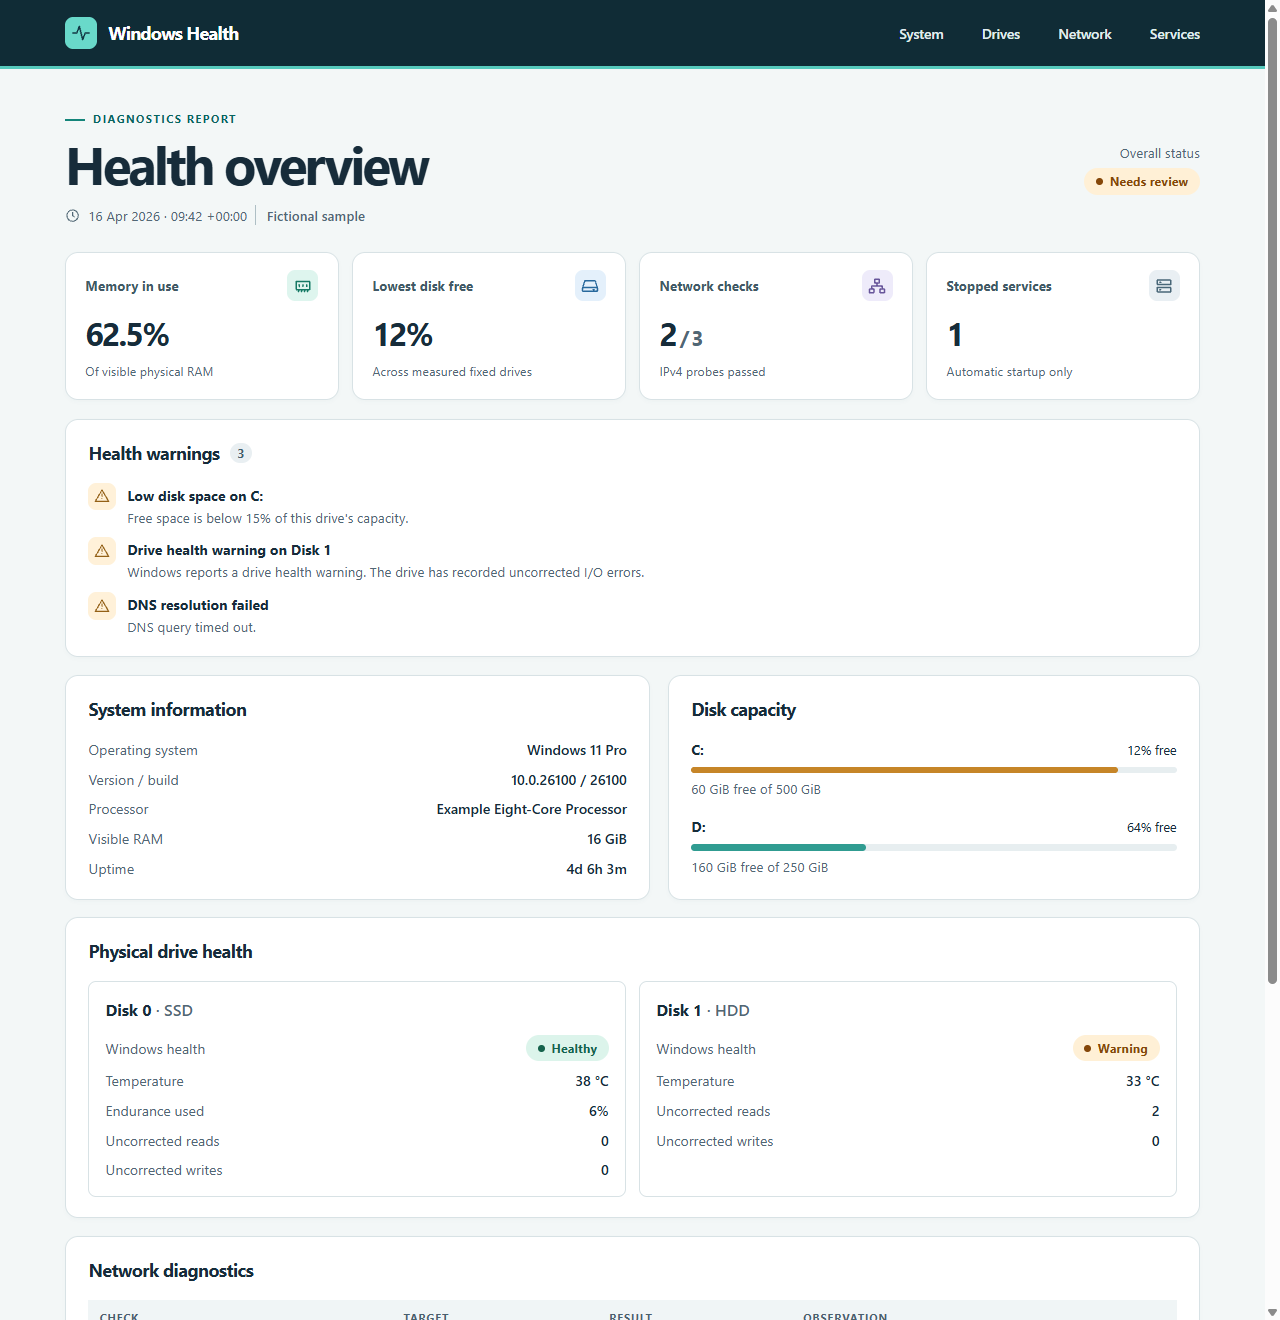 Windows Health
System Drives Network Services
DIAGNOSTICS REPORT
Health overview
Overall status
Needs review
16 Apr 2026 · 09:42 +00:00 Fictional sample
Memory in use
62.5%
Of visible physical RAM
Lowest disk free
12%
Across measured fixed drives
Network checks
2/3
IPv4 probes passed
Stopped services
1
Automatic startup only
Health warnings 3
Low disk space on C:
Free space is below 15% of this drive's capacity.
Drive health warning on Disk 1
Windows reports a drive health warning. The drive has recorded uncorrected I/O errors.
DNS resolution failed
DNS query timed out.
System information
Operating system Windows 11 Pro
Version / build 10.0.26100 / 26100
Processor Example Eight-Core Processor
Visible RAM 16 GiB
Uptime 4d 6h 3m
Disk capacity
C: 12% free
60 GiB free of 500 GiB
D: 64% free
160 GiB free of 250 GiB
Physical drive health
Disk 0 · SSD
Windows health Healthy
Temperature 38 °C
Endurance used 6%
Uncorrected reads 0
Uncorrected writes 0
Disk 1 · HDD
Windows health Warning
Temperature 33 °C
Uncorrected reads 2
Uncorrected writes 0
Network diagnostics
CHECK TARGET RESULT OBSERVATION